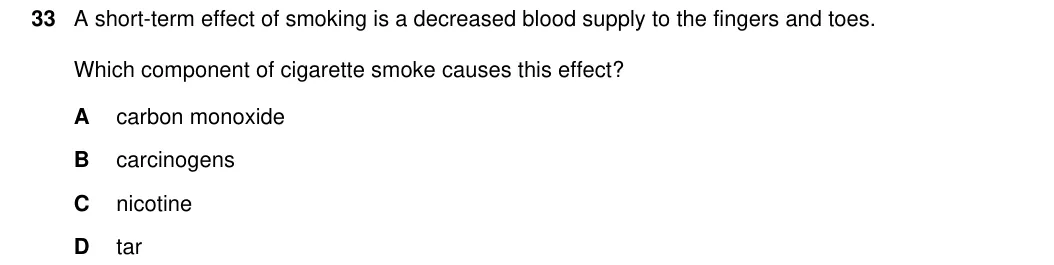 33 A short-term effect of smoking is a decreased blood supply to the fingers and toes.
Which component of cigarette smoke causes this effect?
A carbon monoxide
B carcinogens
C nicotine
D tar